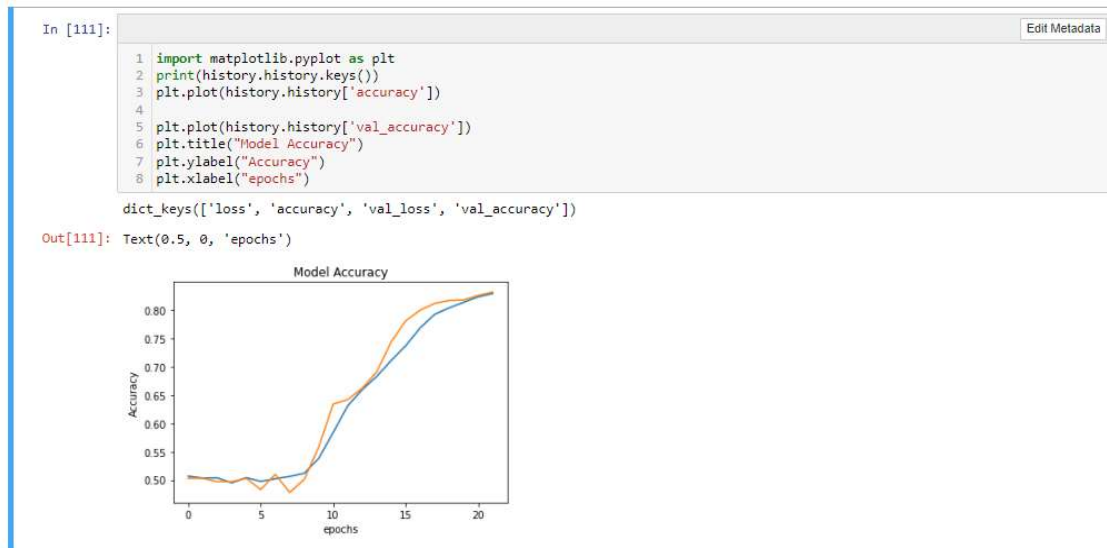 In [111]:
Edit Metadata
1 import matplotlib.pyplot as plt
2 print(history.history.keys())
3 plt.plot(history.history['accuracy'])
4
5 plt.plot(history.history['val_accuracy'])
6 plt.title("Model Accuracy")
7 plt.ylabel("Accuracy")
8 plt.xlabel("epochs")
dict_keys(['loss', 'accuracy', 'val_loss', 'val_accuracy'])
Out[111]: Text(0.5, 0, 'epochs')
Model Accuracy
0.80
0.75
0.70
0.65
0.60
0.55
0.50
Accuracy
0 5 10 15 20
epochs